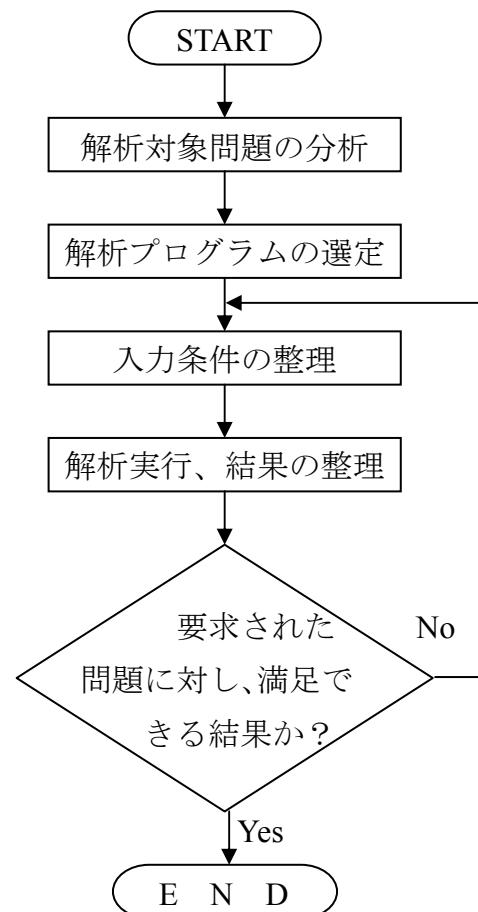 START
解析対象問題の分析
解析プログラムの選定
入力条件の整理
解析実行、結果の整理
要求された
問題に対し、満足で
きる結果か？
No
Yes
E N D